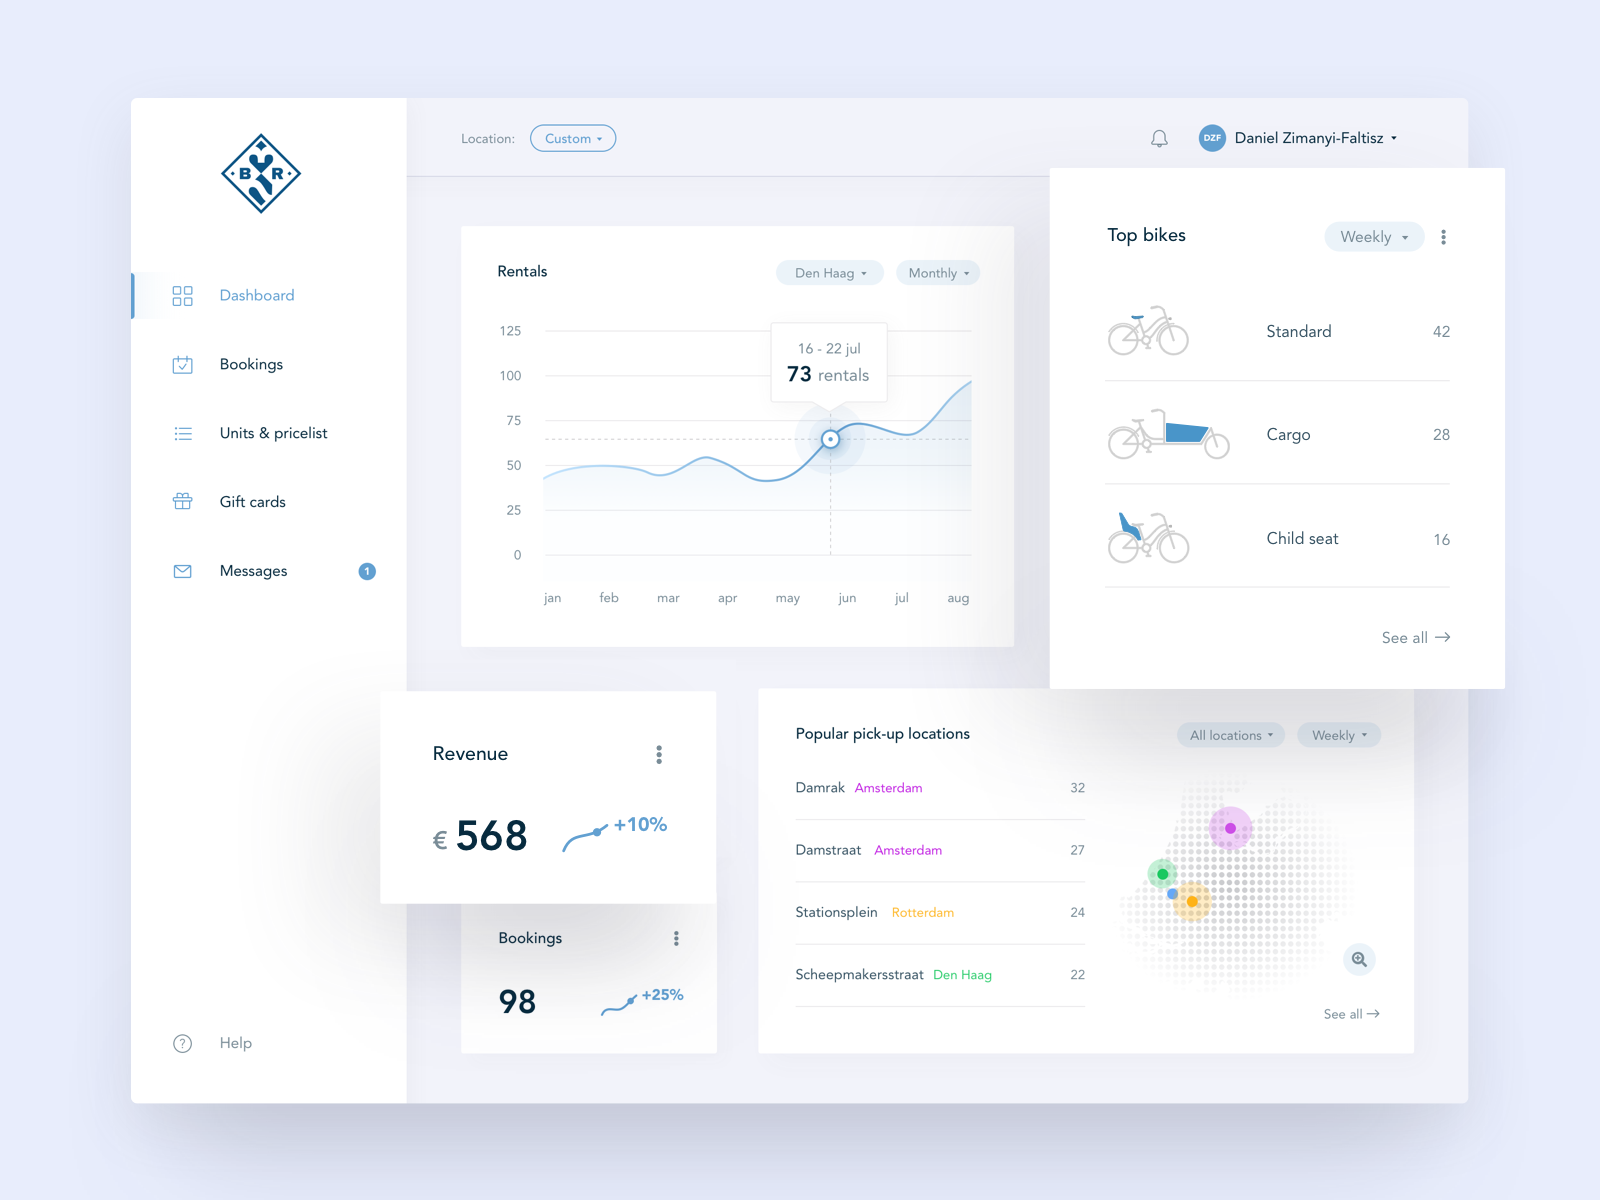 B R
Location: Custom
DZF Daniel Zimanyi-Faltisz
Dashboard
Bookings
Units & pricelist
Gift cards
Messages 1
Help
Rentals
Den Haag Monthly
125
100
75
50
25
0
16 - 22 jul
73 rentals
jan feb mar apr may jun jul aug
Top bikes Weekly
Standard 42
Cargo 28
Child seat 16
See all
Revenue
€ 568 +10%
Bookings
98 +25%
Popular pick-up locations
All locations Weekly
Damrak Amsterdam 32
Damstraat Amsterdam 27
Stationsplein Rotterdam 24
Scheepmakersstraat Den Haag 22
See all